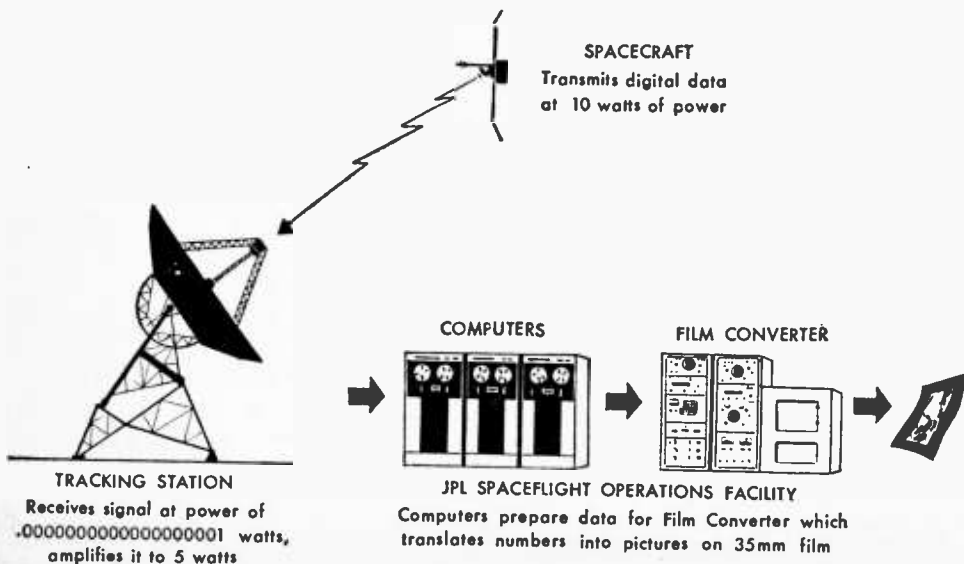 SPACECRAFT
Transmits digital data
at 10 watts of power
COMPUTERS
FILM CONVERTER
TRACKING STATION
Receives signal at power of
.0000000000000000001 watts,
amplifies it to 5 watts
JPL SPACEFLIGHT OPERATIONS FACILITY
Computers prepare data for Film Converter which
translates numbers into pictures on 35mm film